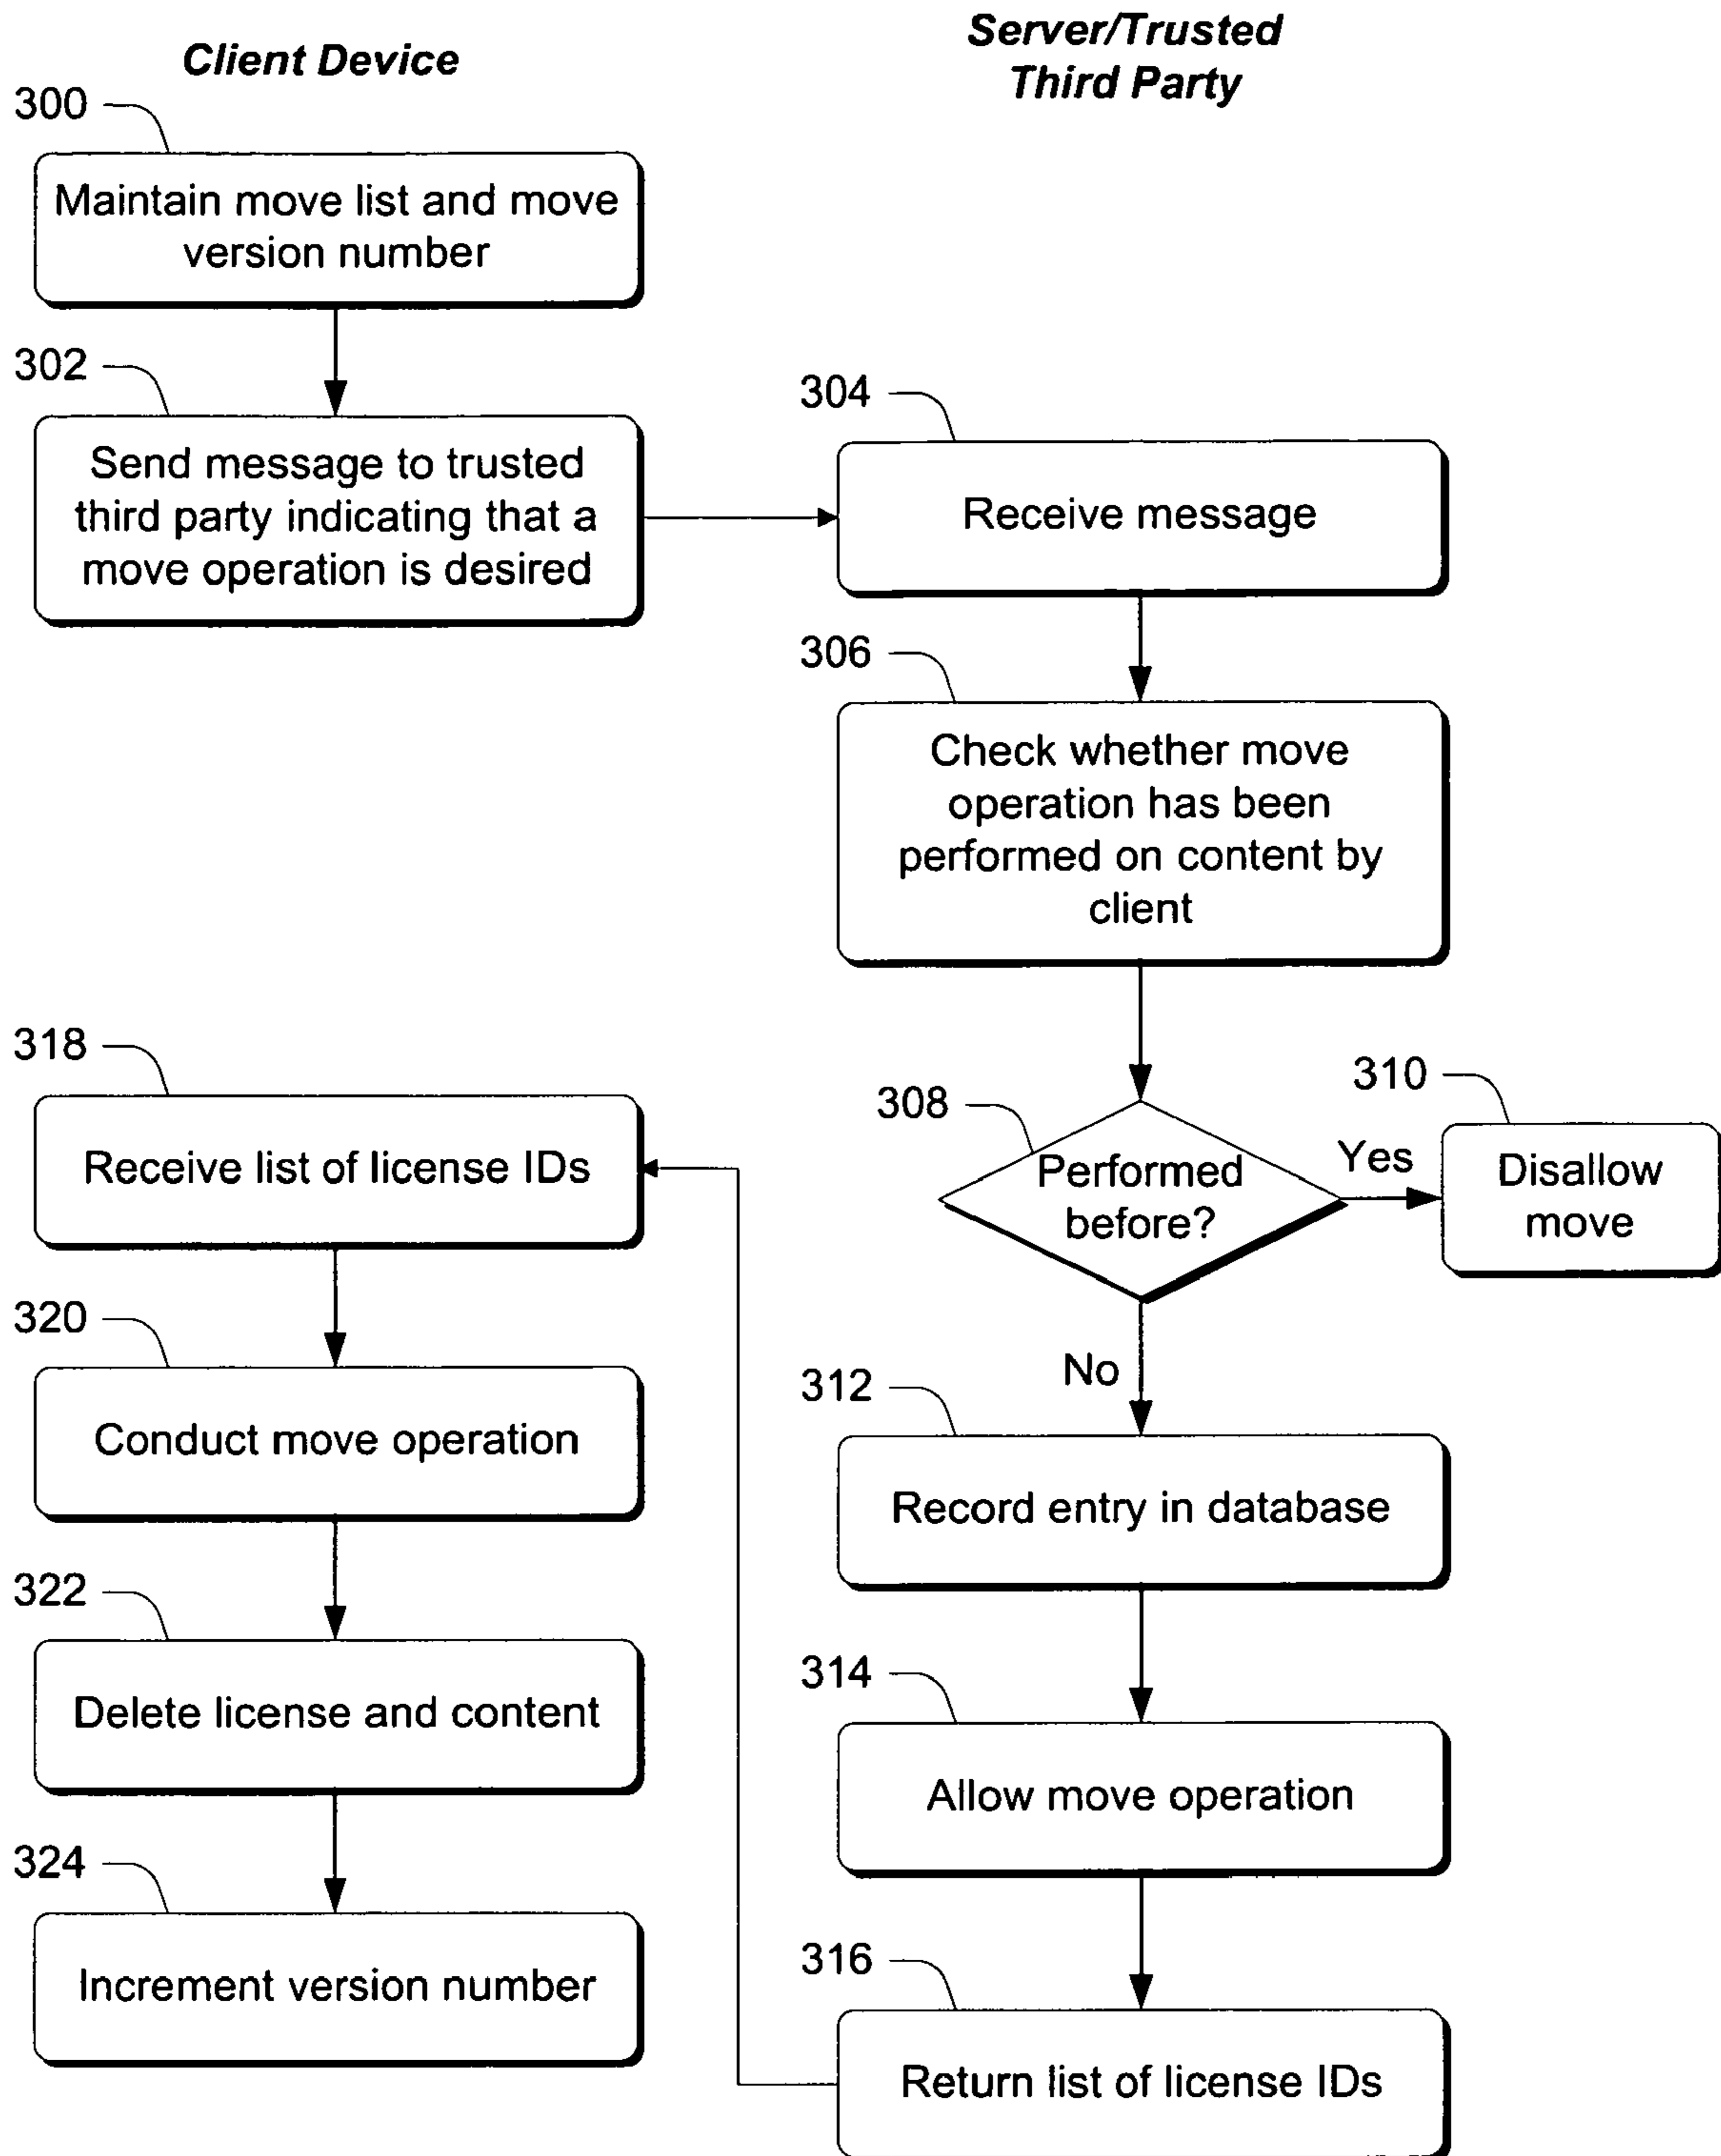 Client Device
Server/Trusted
Third Party
300
Maintain move list and move
version number
302
Send message to trusted
third party indicating that a
move operation is desired
304
Receive message
306
Check whether move
operation has been
performed on content by
client
308
Performed
before?
Yes
310
Disallow
move
No
312
Record entry in database
314
Allow move operation
316
Return list of license IDs
318
Receive list of license IDs
320
Conduct move operation
322
Delete license and content
324
Increment version number